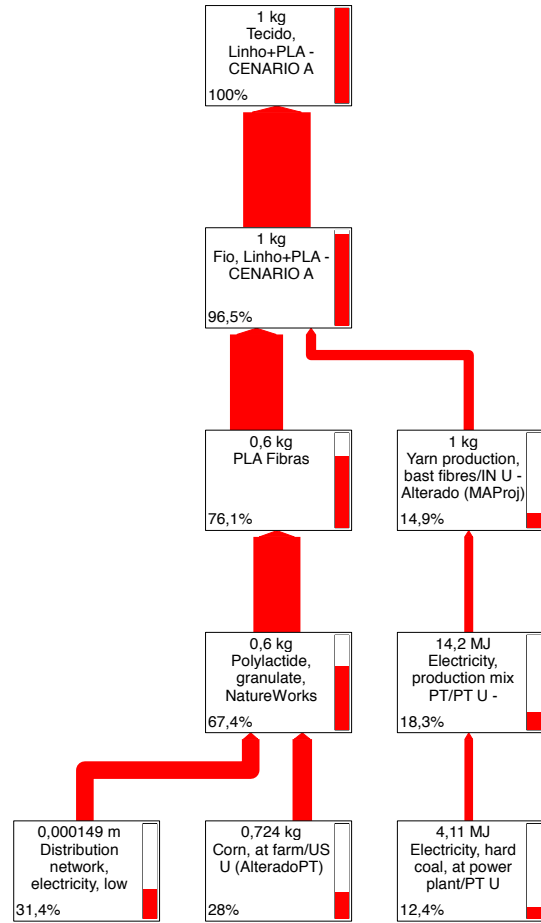 1 kg
Tecido,
Linho+PLA -
CENARIO A
100%
1 kg
Fio, Linho+PLA -
CENARIO A
96,5%
0,6 kg
PLA Fibras
76,1%
1 kg
Yarn production,
bast fibres/IN U -
Alterado (MAProj)
14,9%
0,6 kg
Polylactide,
granulate,
NatureWorks
67,4%
14,2 MJ
Electricity,
production mix
PT/PT U -
18,3%
0,000149 m
Distribution
network,
electricity, low
31,4%
0,724 kg
Corn, at farm/US
U (AlteradoPT)
28%
4,11 MJ
Electricity, hard
coal, at power
plant/PT U
12,4%